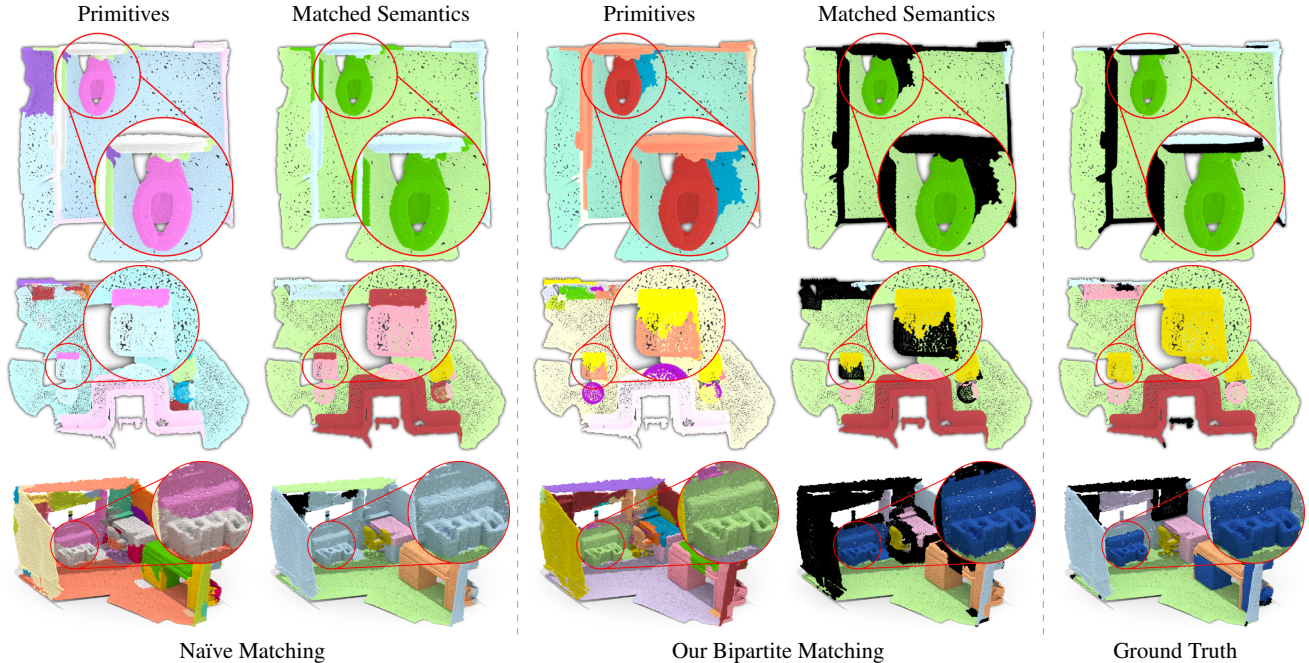 Primitives Matched Semantics Primitives Matched Semantics
Naïve Matching Our Bipartite Matching Ground Truth